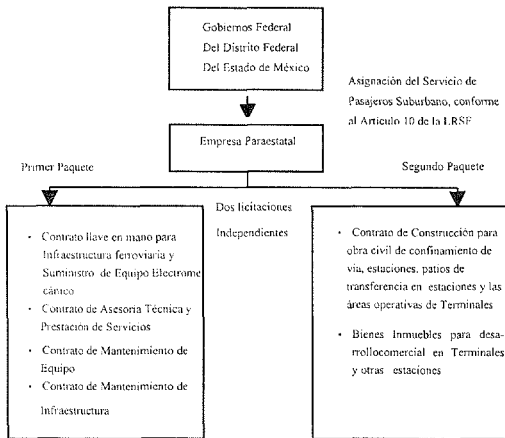 Gobiernos Federal
Del Distrito Federal
Del Estado de México
Asignación del Servicio de
Pasajeros Suburbano, conforme
al Artículo 10 de la LRSF
Empresa Paraestatal
Primer Paquete
Segundo Paquete
Dos licitaciones
Independientes
· Contrato llave en mano para
Infraestructura ferroviaria y
Suministro de Equipo Electrome
cánico
· Contrato de Asesoría Técnica y
Prestación de Servicios
· Contrato de Mantenimiento de
Equipo
· Contrato de Mantenimiento de
Infraestructura
· Contrato de Construcción para
obra civil de confinamiento de
vía, estaciones, patios de
transferencia en estaciones y las
áreas operativas de Terminales
· Bienes Inmuebles para desa-
rrollocomercial en Terminales
y otras estaciones